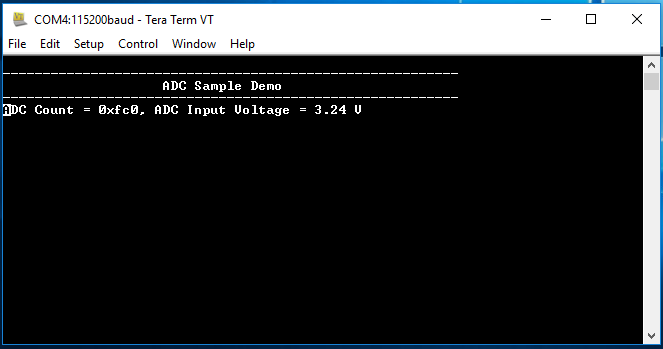 COM4:115200baud - Tera Term VT
File Edit Setup Control Window Help
---------------------------------------------------------
ADC Sample Demo
---------------------------------------------------------
ADC Count = 0xfc0, ADC Input Voltage = 3.24 V